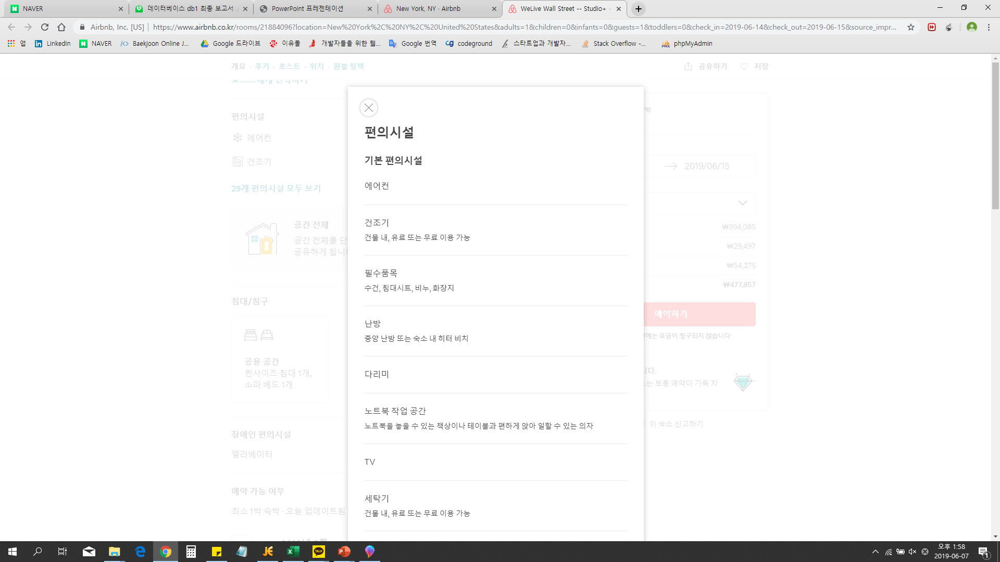 NAVER
데이터베이스 db1 최종 보고서
PowerPoint 프레젠테이션
New York, NY · Airbnb
WeLive Wall Street -- Studio+ -
Airbnb, Inc. [US]
https://www.airbnb.co.kr/rooms/21884096?location=New%20York%2C%20NY%2C%20United%20States&adults=1&children=0&infants=0&guests=1&toddlers=0&check_in=2019-06-14&check_out=2019-06-15&source_impr...
앱
LinkedIn
NAVER
Baekjoon Online J...
Google 드라이브
이유몰
개발자들을 위한 웹...
Google 번역
codeground
스타트업과 개발자...
Stack Overflow -...
phpMyAdmin
개요 · 후기 · 호스트 · 위치 · 환불 정책
공유하기
저장
편의시설
에어컨
건조기
29개 편의시설 모두 보기
공간 전체
공간 전체를 단
공유하게 됩니다
침대/침구
공용 공간
퀸사이즈 침대 1개,
소파 베드 1개
장애인 편의시설
엘리베이터
예약 가능 여부
최소 1박 숙박 · 오늘 업데이트됨
편의시설
기본 편의시설
에어컨
건조기
건물 내, 유료 또는 무료 이용 가능
필수품목
수건, 침대시트, 비누, 화장지
난방
중앙 난방 또는 숙소 내 히터 비치
다리미
노트북 작업 공간
노트북을 놓을 수 있는 책상이나 테이블과 편하게 앉아 일할 수 있는 의자
TV
세탁기
건물 내, 유료 또는 무료 이용 가능
/박
2019/06/15
₩394,085
₩29,497
₩54,275
₩477,857
예약하기
에는 요금이 청구되지 않습니다
니다.
는 보통 예약이 가득 차
이 숙소 신고하기
TALK
오후 1:58
2019-06-07
1